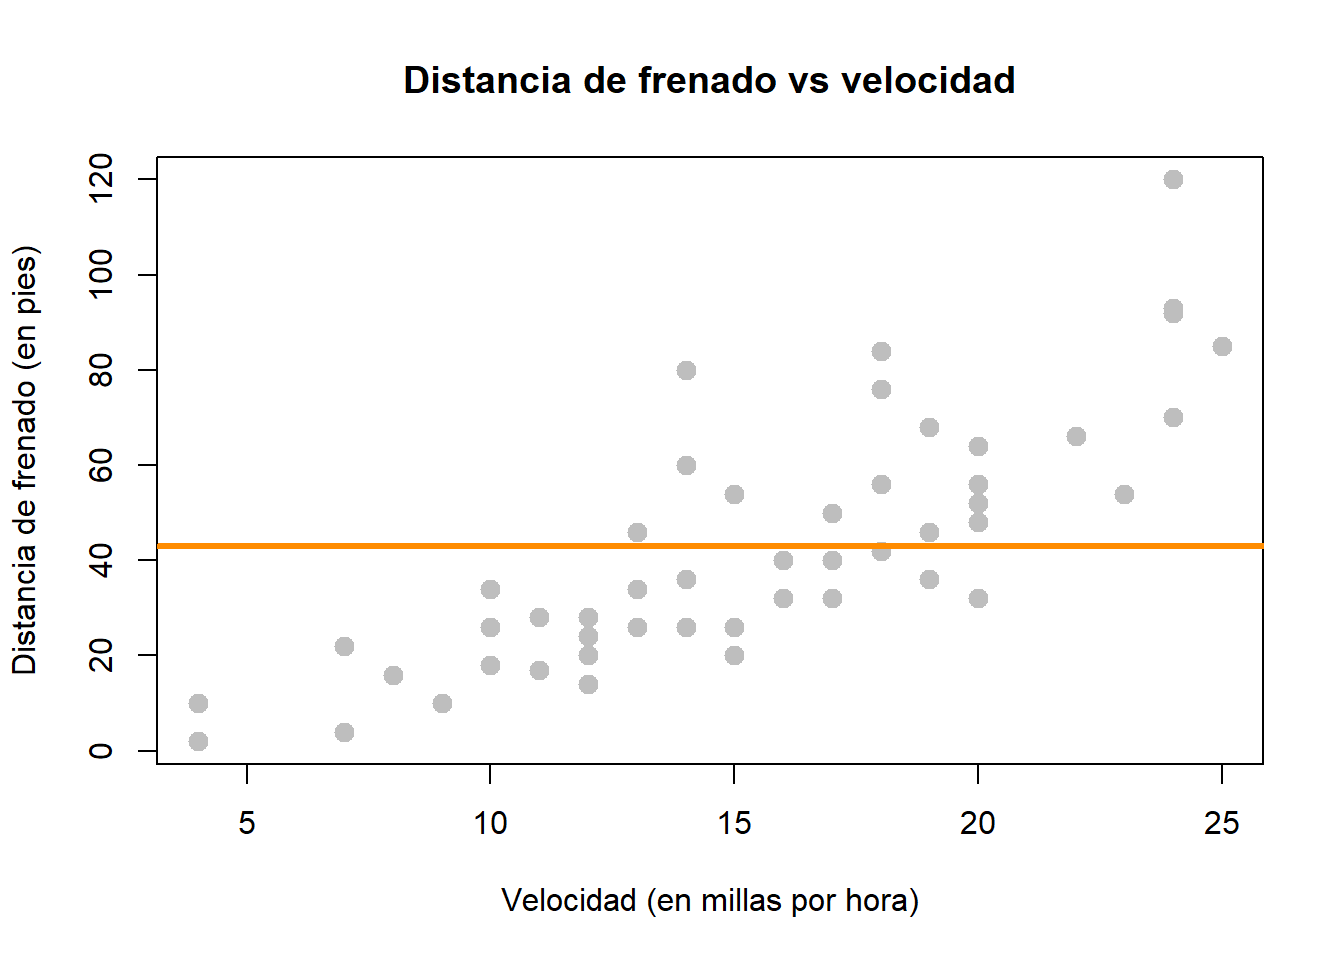 Distancia de frenado vs velocidad
Distancia de frenado (en pies)
120
100
80
60
40
20
0
5 10 15 20 25
Velocidad (en millas por hora)